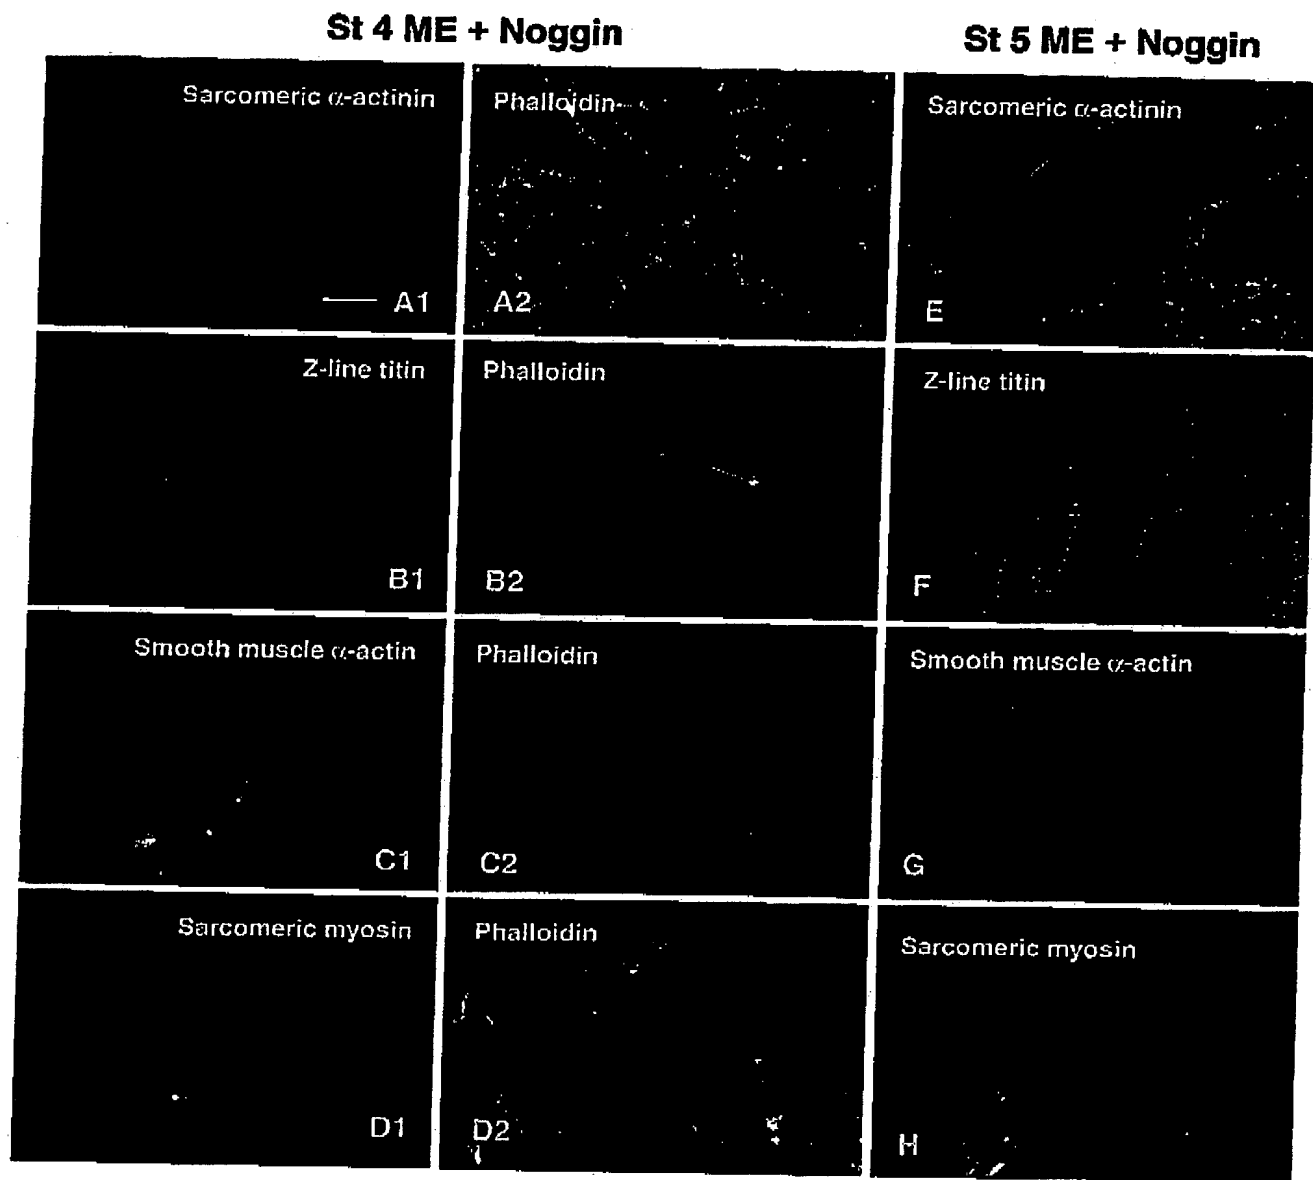 St 4 ME + Noggin
St 5 ME + Noggin
Sarcomeric α-actinin
Phalloidin
Sarcomeric α-actinin
A1
A2
E
Z-line titin
Phalloidin
Z-line titin
B1
B2
F
Smooth muscle α-actin
Phalloidin
Smooth muscle α-actin
C1
C2
G
Sarcomeric myosin
Phalloidin
Sarcomeric myosin
D1
D2
H